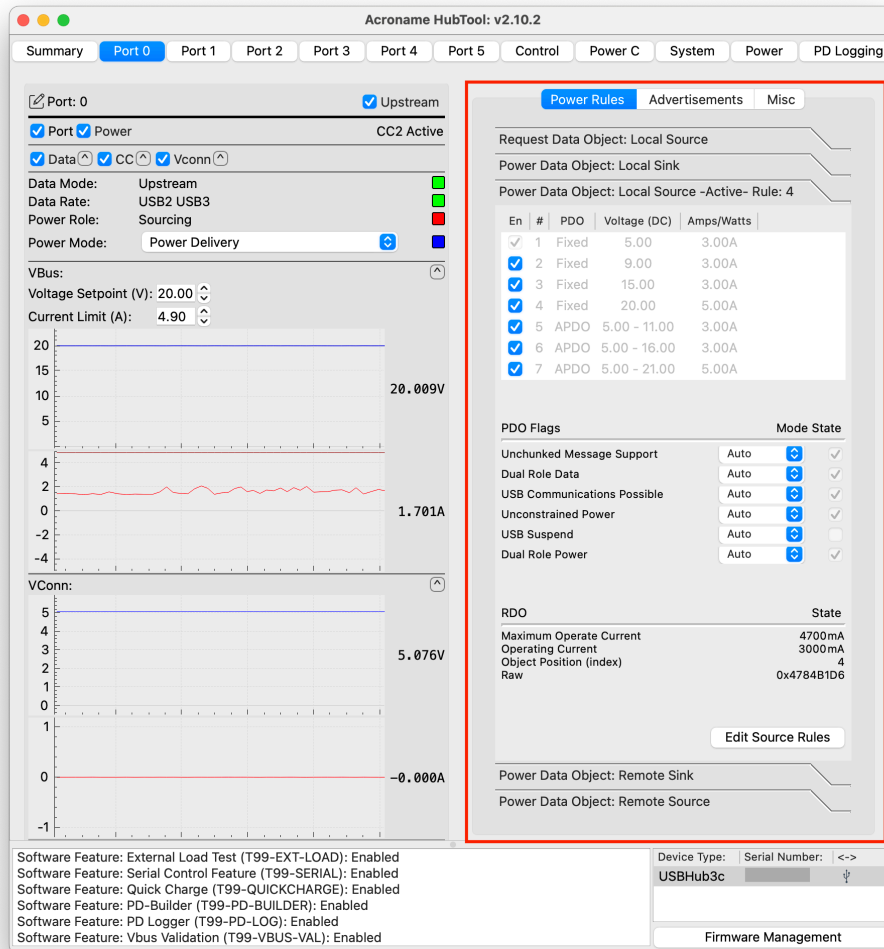 Acroname HubTool: v2.10.2
Summary Port 0 Port 1 Port 2 Port 3 Port 4 Port 5 Control Power C System Power PD Logging
Port: 0 Upstream
Port Power CC2 Active
Data CC Vconn
Data Mode: Upstream
Data Rate: USB2 USB3
Power Role: Sourcing
Power Mode: Power Delivery
VBus:
Voltage Setpoint (V): 20.00
Current Limit (A): 4.90
20
15
10
5
20.009V
4
2
0
-2
-4
1.701A
VConn:
5
4
3
2
1
0
5.076V
1
0
-1
-0.000A
Power Rules Advertisements Misc
Request Data Object: Local Source
Power Data Object: Local Sink
Power Data Object: Local Source -Active- Rule: 4
En # PDO Voltage (DC) Amps/Watts
1 Fixed 5.00 3.00A
2 Fixed 9.00 3.00A
3 Fixed 15.00 3.00A
4 Fixed 20.00 5.00A
5 APDO 5.00 - 11.00 3.00A
6 APDO 5.00 - 16.00 3.00A
7 APDO 5.00 - 21.00 5.00A
PDO Flags Mode State
Unchunked Message Support Auto
Dual Role Data Auto
USB Communications Possible Auto
Unconstrained Power Auto
USB Suspend Auto
Dual Role Power Auto
RDO State
Maximum Operate Current 4700mA
Operating Current 3000mA
Object Position (index) 4
Raw 0x4784B1D6
Edit Source Rules
Power Data Object: Remote Sink
Power Data Object: Remote Source
Software Feature: External Load Test (T99-EXT-LOAD): Enabled
Software Feature: Serial Control Feature (T99-SERIAL): Enabled
Software Feature: Quick Charge (T99-QUICKCHARGE): Enabled
Software Feature: PD-Builder (T99-PD-BUILDER): Enabled
Software Feature: PD Logger (T99-PD-LOG): Enabled
Software Feature: Vbus Validation (T99-VBUS-VAL): Enabled
Device Type: Serial Number: <->
USBHub3c
Firmware Management